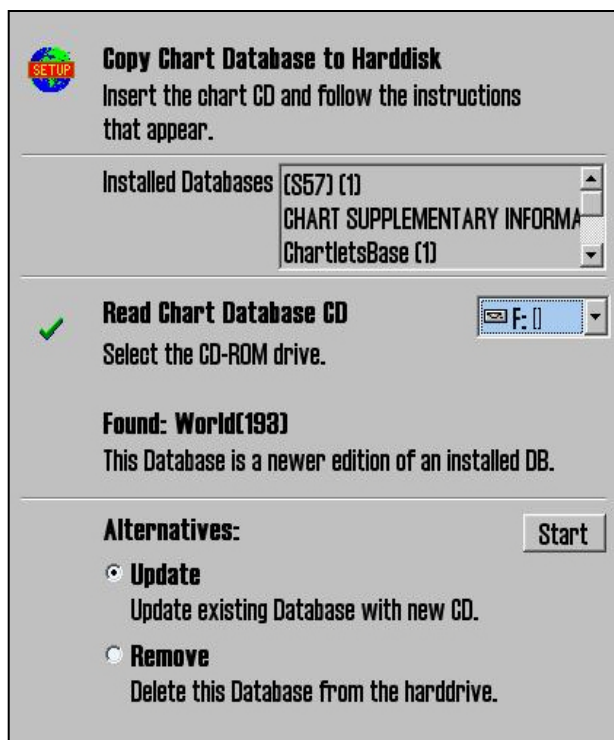 SETUP
Copy Chart Database to Harddisk
Insert the chart CD and follow the instructions
that appear.
Installed Databases
(S57) (1)
CHART SUPPLEMENTARY INFORMA
ChartletsBase (1)
Read Chart Database CD
F: []
Select the CD-ROM drive.
Found: World(193)
This Database is a newer edition of an installed DB.
Alternatives:
Start
Update
Update existing Database with new CD.
Remove
Delete this Database from the harddrive.